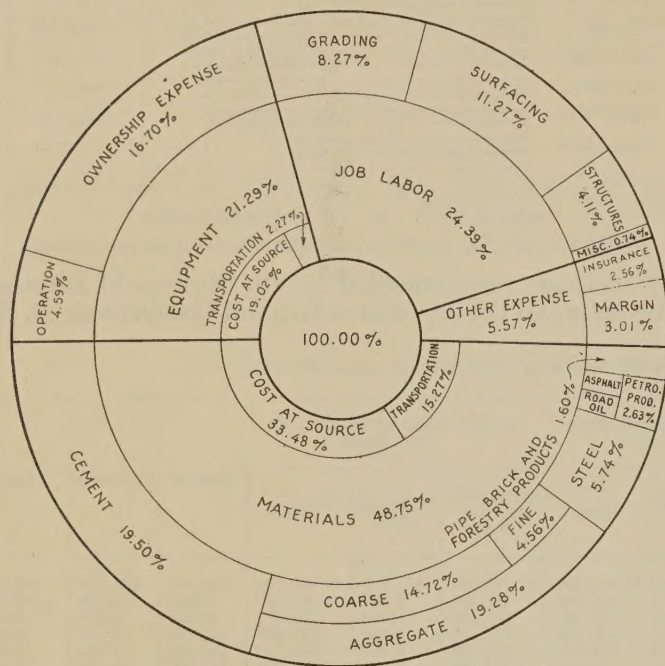 GRADING
8.27%
SURFACING
11.27%
STRUCTURES
4.11%
MISC. 0.74%
INSURANCE
2.56%
MARGIN
3.01%
OTHER EXPENSE
5.57%
JOB LABOR 24.39%
OWNERSHIP EXPENSE
16.70%
OPERATION
4.59%
EQUIPMENT 21.29%
TRANSPORTATION 2.27%
COST AT SOURCE
19.02%
100.00%
COST AT SOURCE
33.48%
TRANSPORTATION
15.27%
MATERIALS 48.75%
PIPE BRICK AND
FORESTRY PRODUCTS 1.60%
ASPHALT
ROAD
OIL
PETRO.
PROD.
2.63%
STEEL
5.74%
FINE
4.56%
COARSE 14.72%
AGGREGATE 19.28%
CEMENT 19.50%